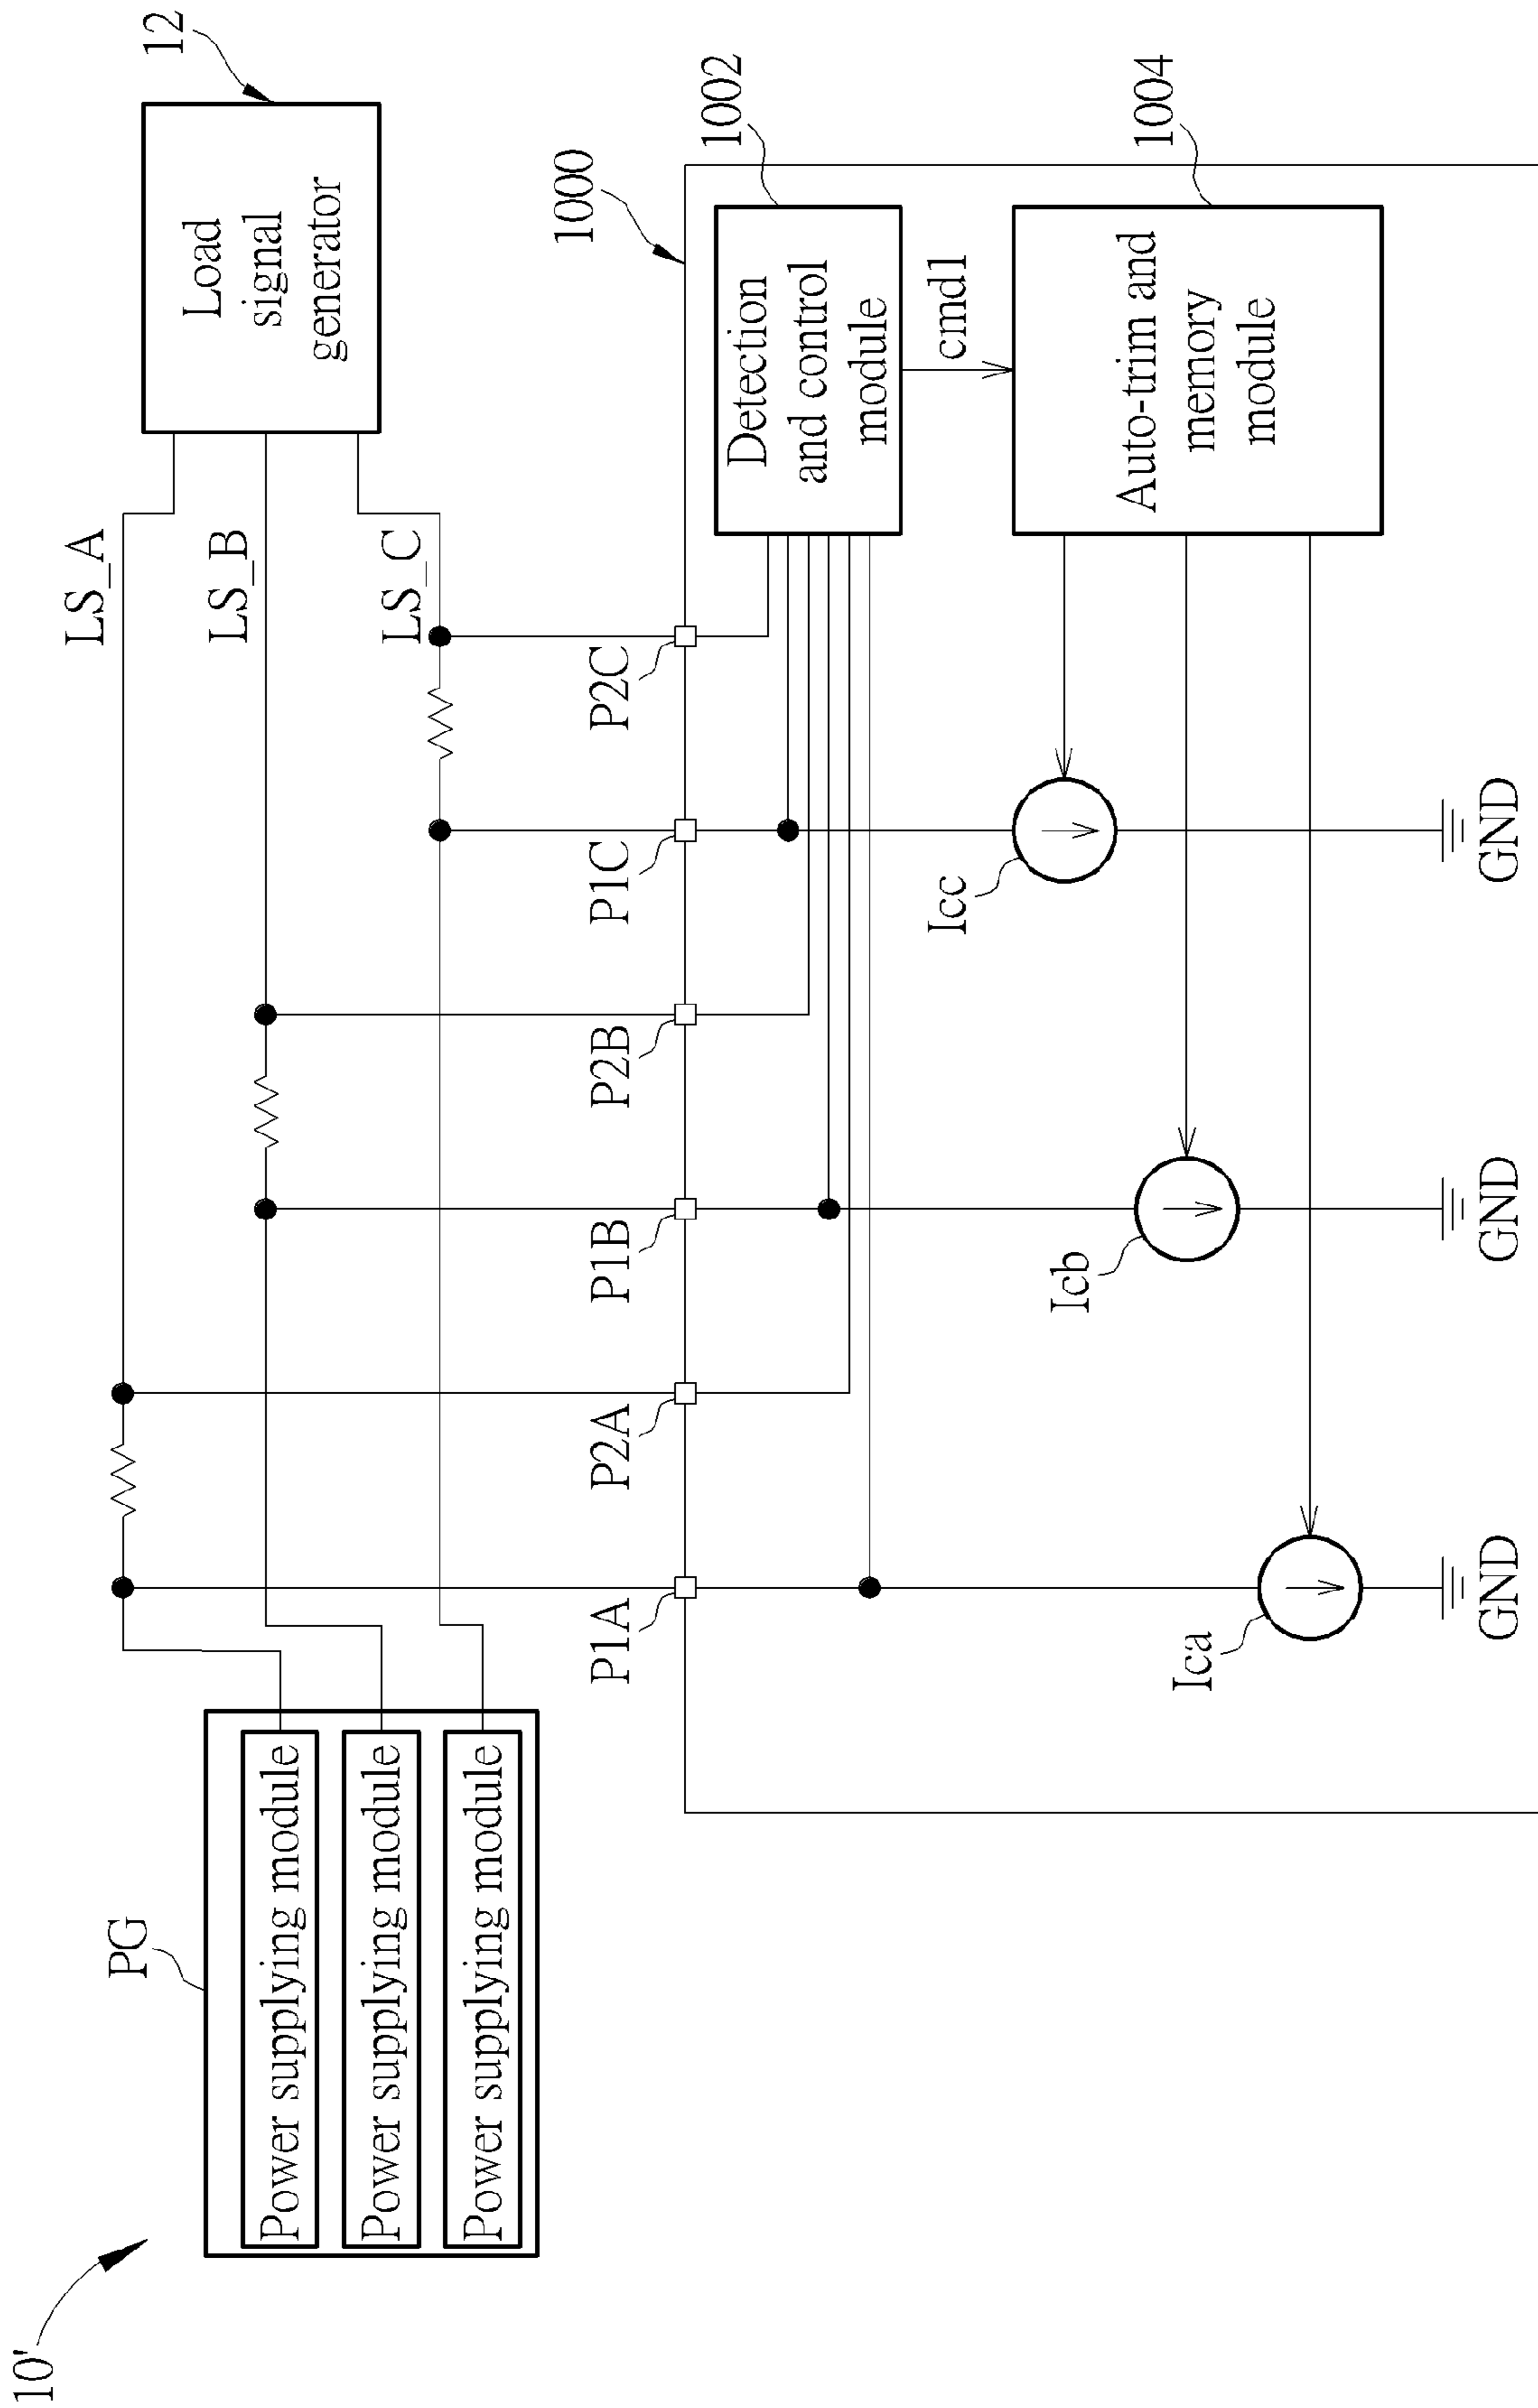 10'
PG
Power supplying module
Power supplying module
Power supplying module
LS_A
LS_B
LS_C
Load
signal
generator
12
P1A
P2A
P1B
P2B
P1C
P2C
1000
Detection
and control
module
1002
cmd1
Auto-trim and
memory
module
1004
Ica
Icb
Icc
GND
GND
GND